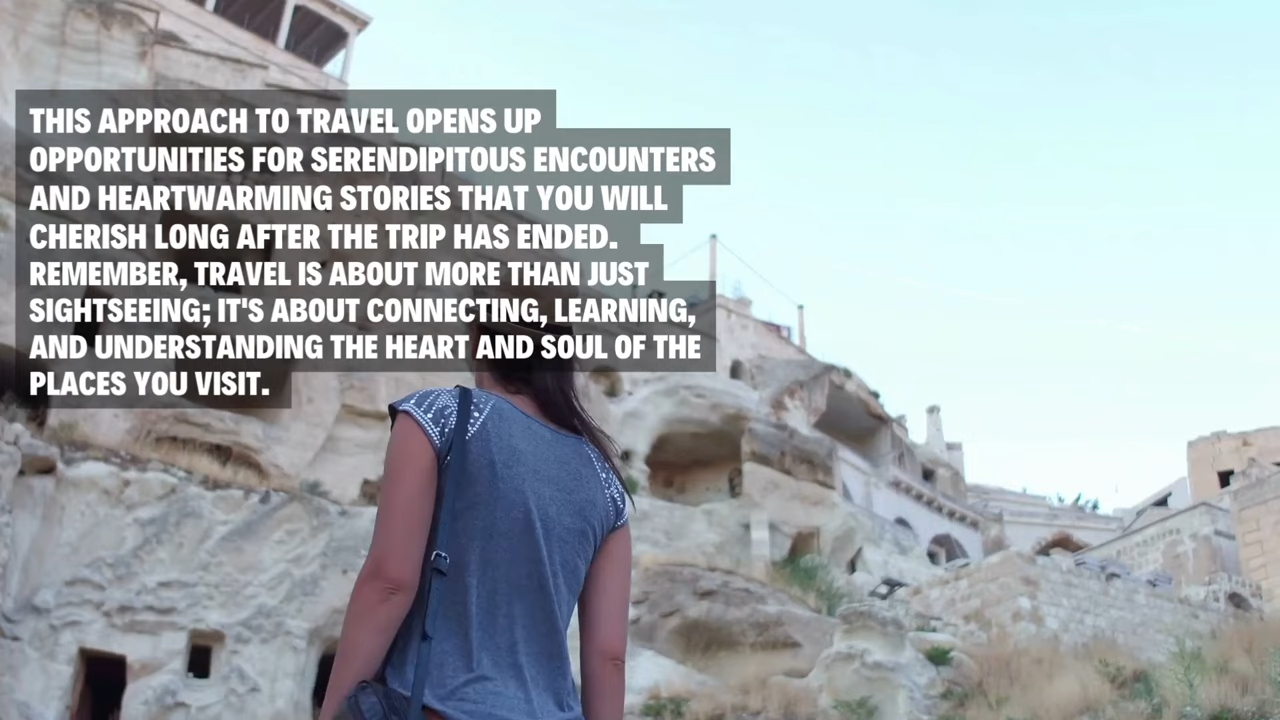 THIS APPROACH TO TRAVEL OPENS UP
OPPORTUNITIES FOR SERENDIPITOUS ENCOUNTERS
AND HEARTWARMING STORIES THAT YOU WILL
CHERISH LONG AFTER THE TRIP HAS ENDED.
REMEMBER, TRAVEL IS ABOUT MORE THAN JUST
SIGHTSEEING; IT'S ABOUT CONNECTING, LEARNING,
AND UNDERSTANDING THE HEART AND SOUL OF THE
PLACES YOU VISIT.